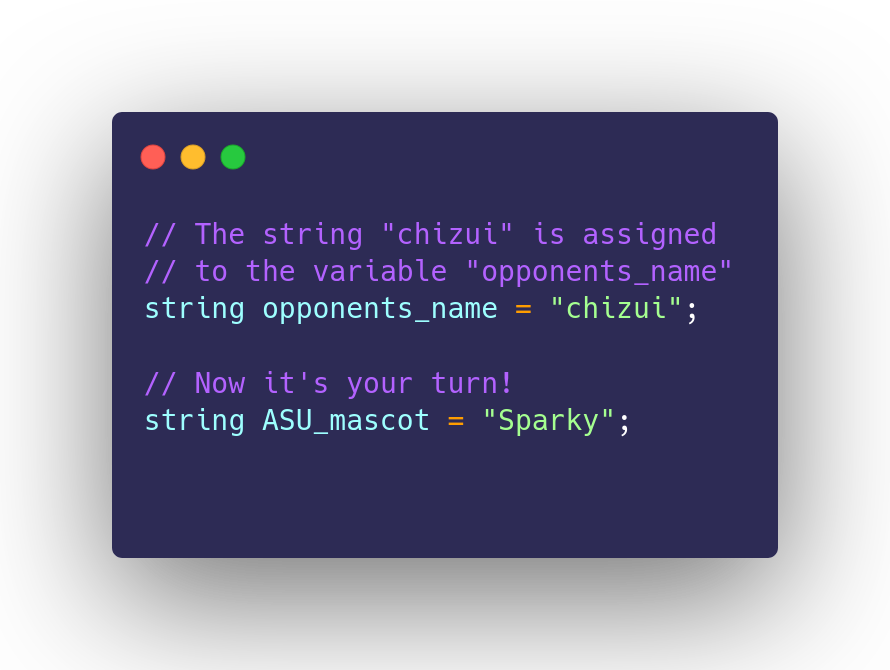 // The string "chizui" is assigned
// to the variable "opponents_name"
string opponents_name = "chizui";
// Now it's your turn!
string ASU_mascot = "Sparky";